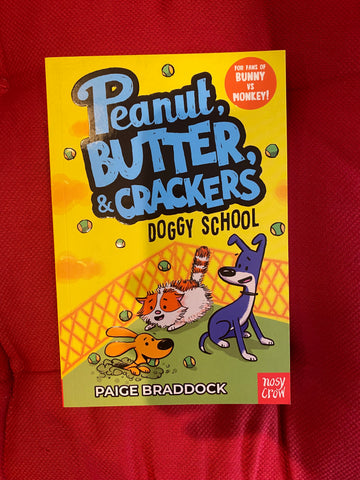 FOR FANS OF
BUNNY
VS
MONKEY!
Peanut,
BUTTER,
& CRACKERS
DOGGY SCHOOL
PAIGE BRADDOCK
nosy
crow